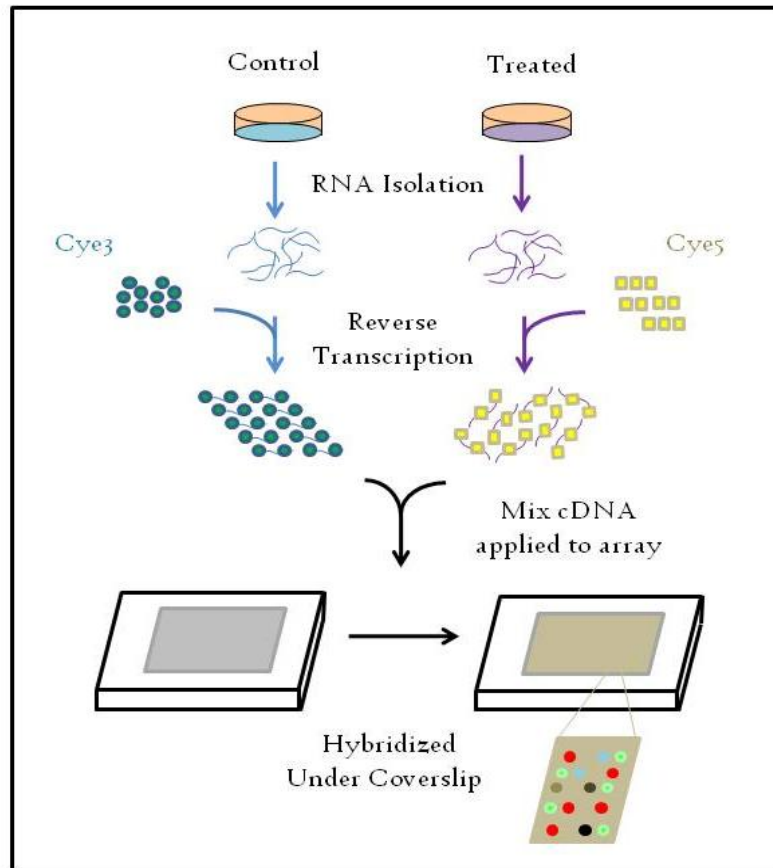 Control
Treated
RNA Isolation
Cye3
Cye5
Reverse
Transcription
Mix cDNA
applied to array
Hybridized
Under Coverslip